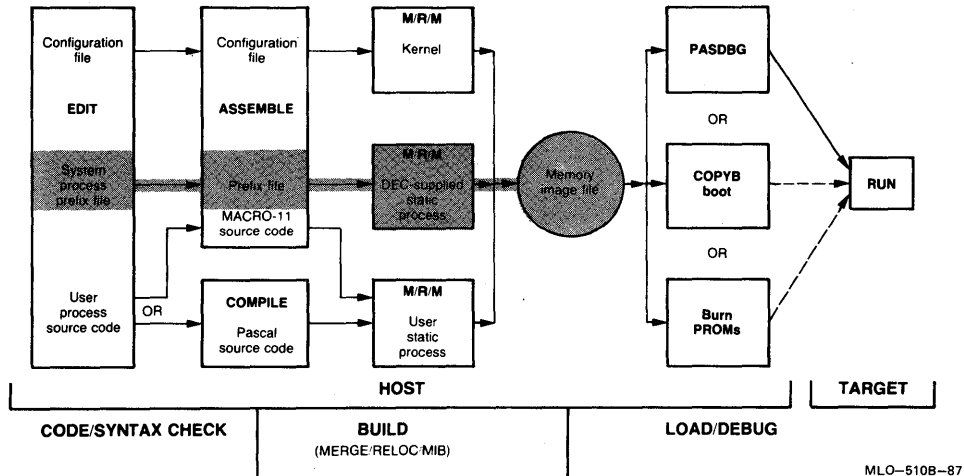 Configuration
file
EDIT
System
process
prefix file
User
process
source code
OR
Configuration
file
ASSEMBLE
Prefix file
MACRO-11
source code
COMPILE
Pascal
source code
M/R/M
Kernel
M/R/M
DEC-supplied
static
process
M/R/M
User
static
process
Memory
image file
PASDBG
OR
COPYB
boot
OR
Burn
PROMs
RUN
HOST
TARGET
CODE/SYNTAX CHECK
BUILD
(MERGE/RELOC/MIB)
LOAD/DEBUG
MLO-510B-87